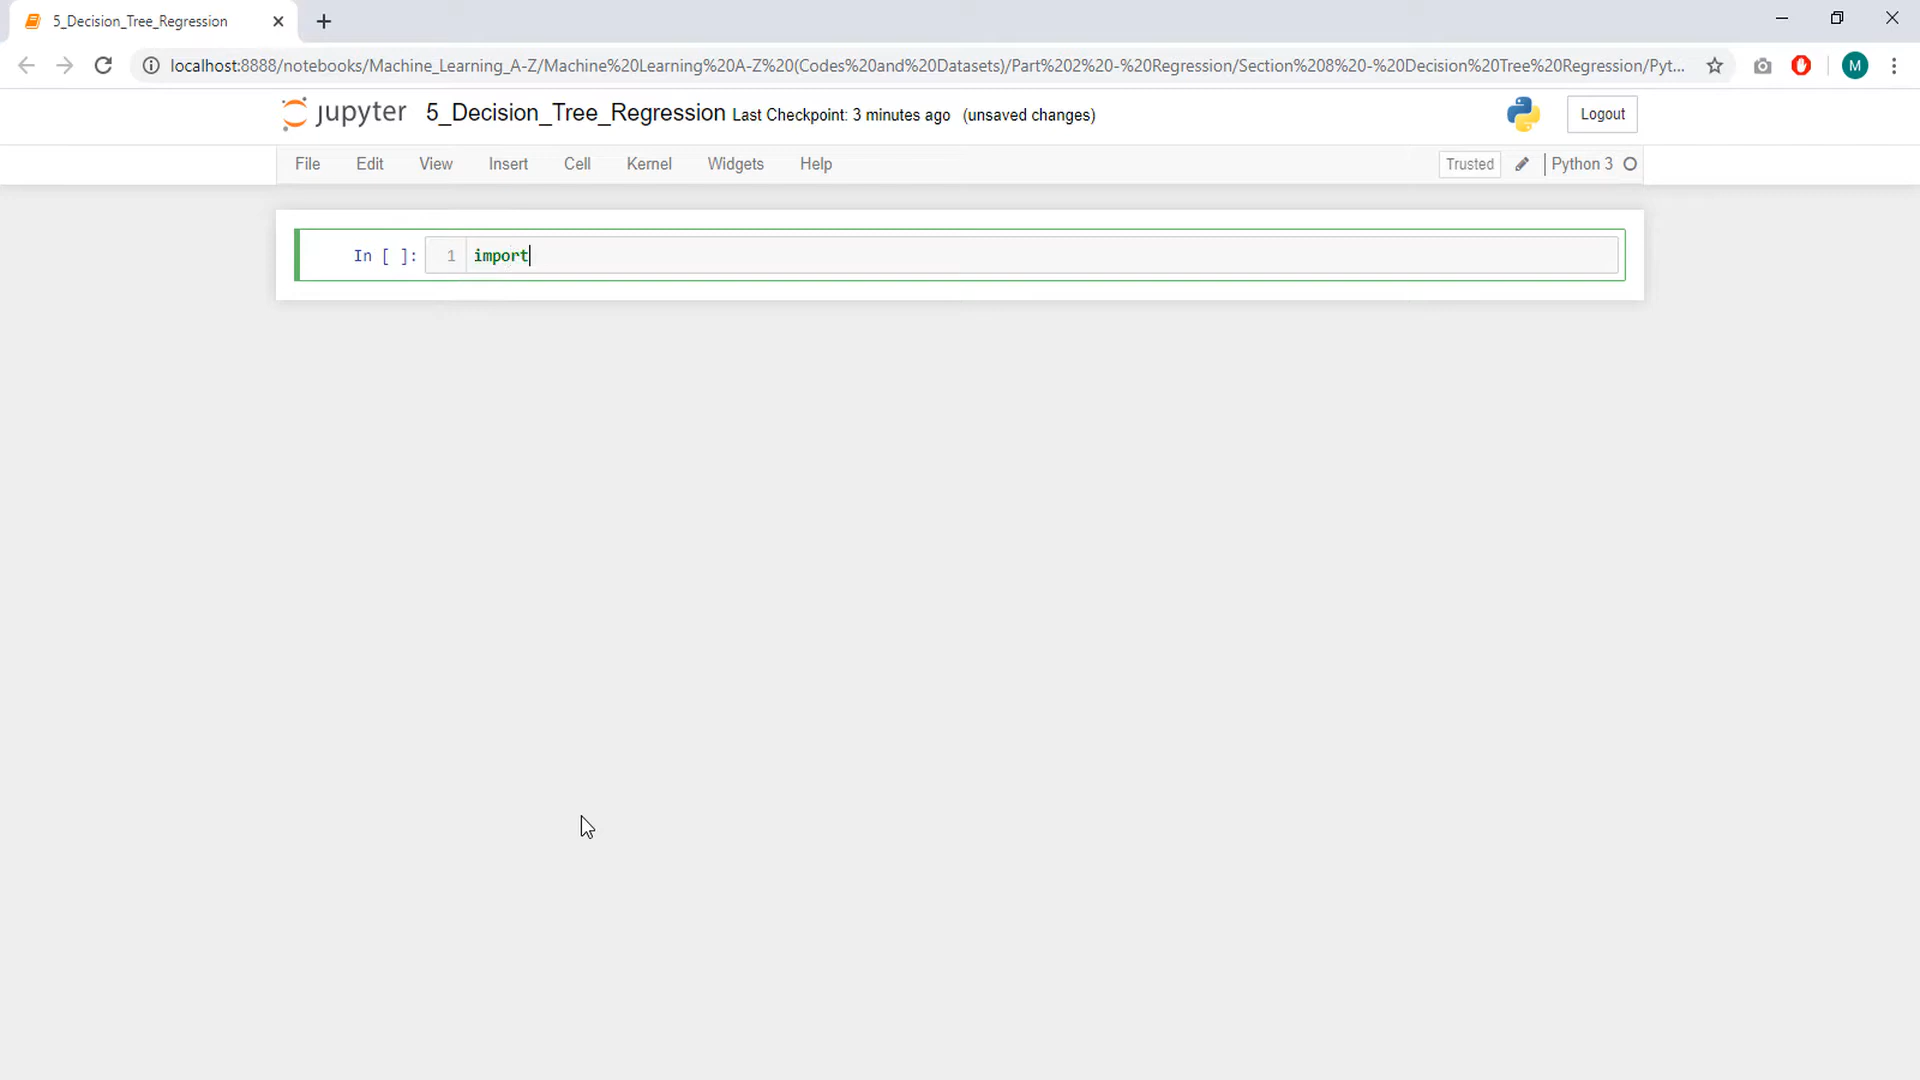 5_Decision_Tree_Regression
localhost:8888/notebooks/Machine_Learning_A-Z/Machine%20Learning%20A-Z%20(Codes%20and%20Datasets)/Part%202%20-%20Regression/Section%208%20-%20Decision%20Tree%20Regression/Pyt...
M
jupyter 5_Decision_Tree_Regression Last Checkpoint: 3 minutes ago (unsaved changes)
Logout
File Edit View Insert Cell Kernel Widgets Help
Trusted Python 3
In [ ]: 1 import